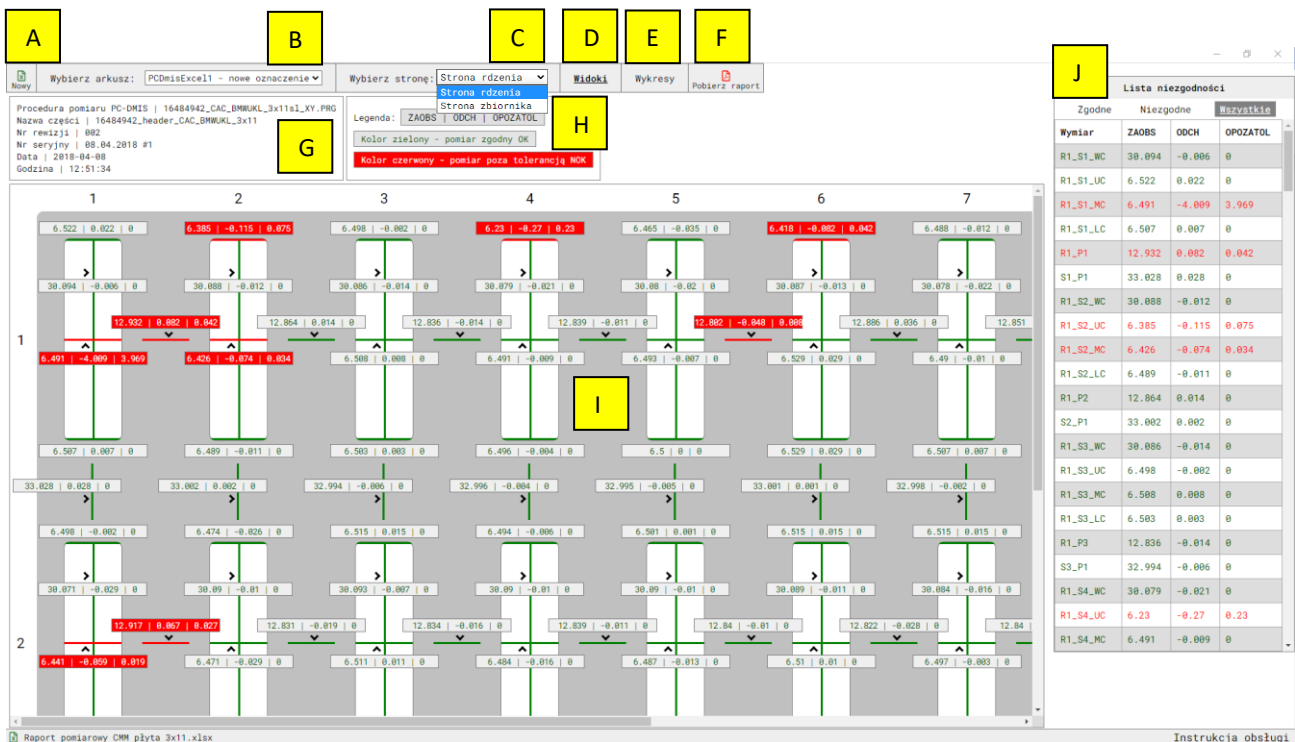 A
B
C
D
E
F
Nowy
Wybierz arkusz: PCDmisExcel1 - nowe oznaczenie
Wybierz stronę: Strona rdzenia
Widoki
Wykresy
Pobierz raport
Strona rdzenia
Strona zbiornika
Procedura pomiaru PC-DMIS | 16484942_CAC_BMWUKL_3x11sl_XY.PRG
Nazwa części | 16484942_header_CAC_BMWUKL_3x11
Nr rewizji | 002
Nr seryjny | 08.04.2018 #1
Data | 2018-04-08
Godzina | 12:51:34
G
Legenda: ZAOBS | ODCH | OPOZATOL
Kolor zielony - pomiar zgodny OK
Kolor czerwony - pomiar poza tolerancją NOK
H
1 2 3 4 5 6 7
6.522 | 0.022 | 0 6.385 | -0.115 | 0.075 6.498 | -0.002 | 0 6.23 | -0.27 | 0.23 6.465 | -0.035 | 0 6.418 | -0.082 | 0.042 6.488 | -0.012 | 0
30.094 | -0.006 | 0 30.088 | -0.012 | 0 30.086 | -0.014 | 0 30.079 | -0.021 | 0 30.08 | -0.02 | 0 30.087 | -0.013 | 0 30.078 | -0.022 | 0
12.932 | 0.082 | 0.042 12.864 | 0.014 | 0 12.836 | -0.014 | 0 12.839 | -0.011 | 0 12.802 | -0.048 | 0.008 12.886 | 0.036 | 0 12.851
1
6.491 | -4.009 | 3.969 6.426 | -0.074 | 0.034 6.508 | 0.008 | 0 6.491 | -0.009 | 0 6.493 | -0.007 | 0 6.529 | 0.029 | 0 6.49 | -0.01 | 0
I
6.507 | 0.007 | 0 6.489 | -0.011 | 0 6.503 | 0.003 | 0 6.496 | -0.004 | 0 6.5 | 0 | 0 6.529 | 0.029 | 0 6.507 | 0.007 | 0
33.028 | 0.028 | 0 33.002 | 0.002 | 0 32.994 | -0.006 | 0 32.996 | -0.004 | 0 32.995 | -0.005 | 0 33.001 | 0.001 | 0 32.998 | -0.002 | 0
6.498 | -0.002 | 0 6.474 | -0.026 | 0 6.515 | 0.015 | 0 6.494 | -0.006 | 0 6.501 | 0.001 | 0 6.515 | 0.015 | 0 6.515 | 0.015 | 0
30.071 | -0.029 | 0 30.09 | -0.01 | 0 30.093 | -0.007 | 0 30.09 | -0.01 | 0 30.09 | -0.01 | 0 30.089 | -0.011 | 0 30.084 | -0.016 | 0
12.917 | 0.067 | 0.027 12.831 | -0.019 | 0 12.834 | -0.016 | 0 12.839 | -0.011 | 0 12.84 | -0.01 | 0 12.822 | -0.028 | 0 12.84
2
6.441 | -0.059 | 0.019 6.471 | -0.029 | 0 6.511 | 0.011 | 0 6.484 | -0.016 | 0 6.487 | -0.013 | 0 6.51 | 0.01 | 0 6.497 | -0.003 | 0
J
Lista niezgodności
Zgodne Niezgodne Wszystkie
Wymiar ZAOBS ODCH OPOZATOL
R1_S1_WC 30.094 -0.006 0
R1_S1_UC 6.522 0.022 0
R1_S1_MC 6.491 -4.009 3.969
R1_S1_LC 6.507 0.007 0
R1_P1 12.932 0.082 0.042
S1_P1 33.028 0.028 0
R1_S2_WC 30.088 -0.012 0
R1_S2_UC 6.385 -0.115 0.075
R1_S2_MC 6.426 -0.074 0.034
R1_S2_LC 6.489 -0.011 0
R1_P2 12.864 0.014 0
S2_P1 33.002 0.002 0
R1_S3_WC 30.086 -0.014 0
R1_S3_UC 6.498 -0.002 0
R1_S3_MC 6.508 0.008 0
R1_S3_LC 6.503 0.003 0
R1_P3 12.836 -0.014 0
S3_P1 32.994 -0.006 0
R1_S4_WC 30.079 -0.021 0
R1_S4_UC 6.23 -0.27 0.23
R1_S4_MC 6.491 -0.009 0
Raport pomiarowy CMM płyta 3x11.xlsx
Instrukcja obsługi